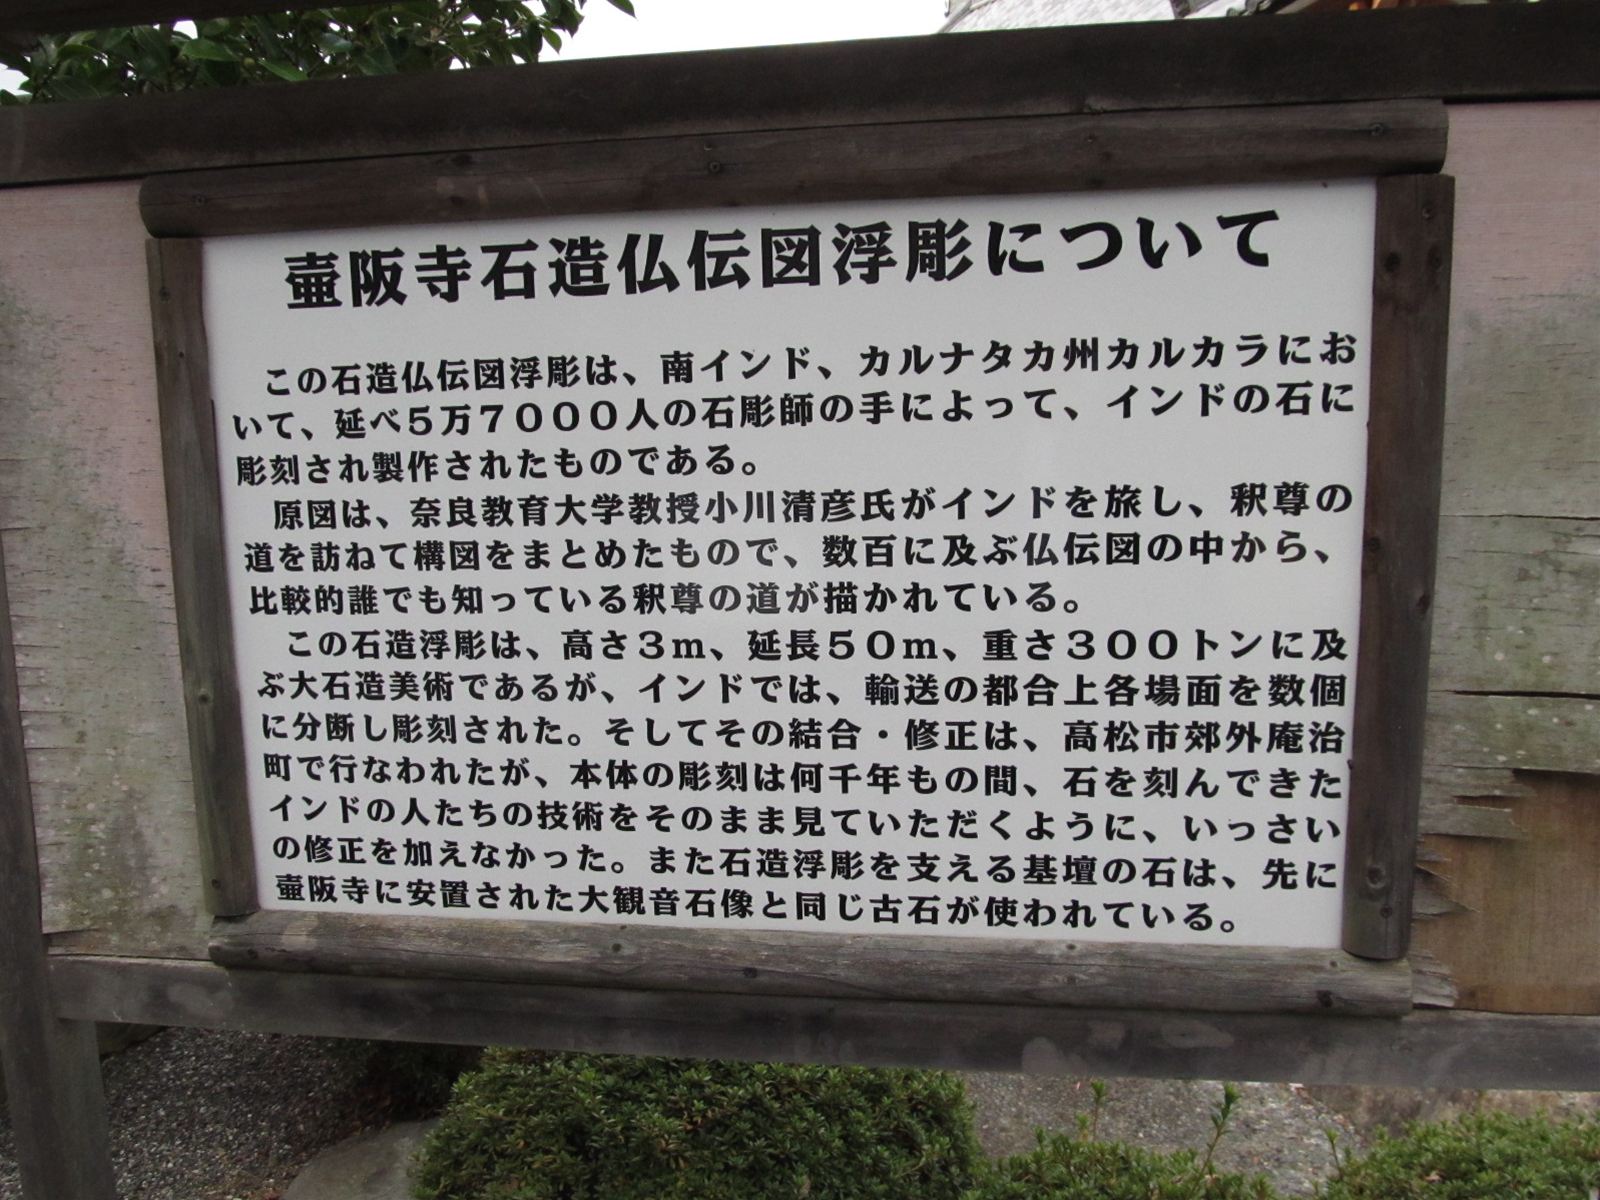 壷阪寺石造仏伝図浮彫について
この石造仏伝図浮彫は、南インド、カルナタカ州カルカラにお
いて、延べ５万７０００人の石彫師の手によって、インドの石に
彫刻され製作されたものである。
原図は、奈良教育大学教授小川清彦氏がインドを旅し、釈尊の
道を訪ねて構図をまとめたもので、数百に及ぶ仏伝図の中から、
比較的誰でも知っている釈尊の道が描かれている。
この石造浮彫は、高さ３ｍ、延長５０ｍ、重さ３００トンに及
ぶ大石造美術であるが、インドでは、輸送の都合上各場面を数個
に分断し彫刻された。そしてその結合・修正は、高松市郊外庵治
町で行なわれたが、本体の彫刻は何千年もの間、石を刻んできた
インドの人たちの技術をそのまま見ていただくように、いっさい
の修正を加えなかった。また石造浮彫を支える基壇の石は、先に
壷阪寺に安置された大観音石像と同じ古石が使われている。